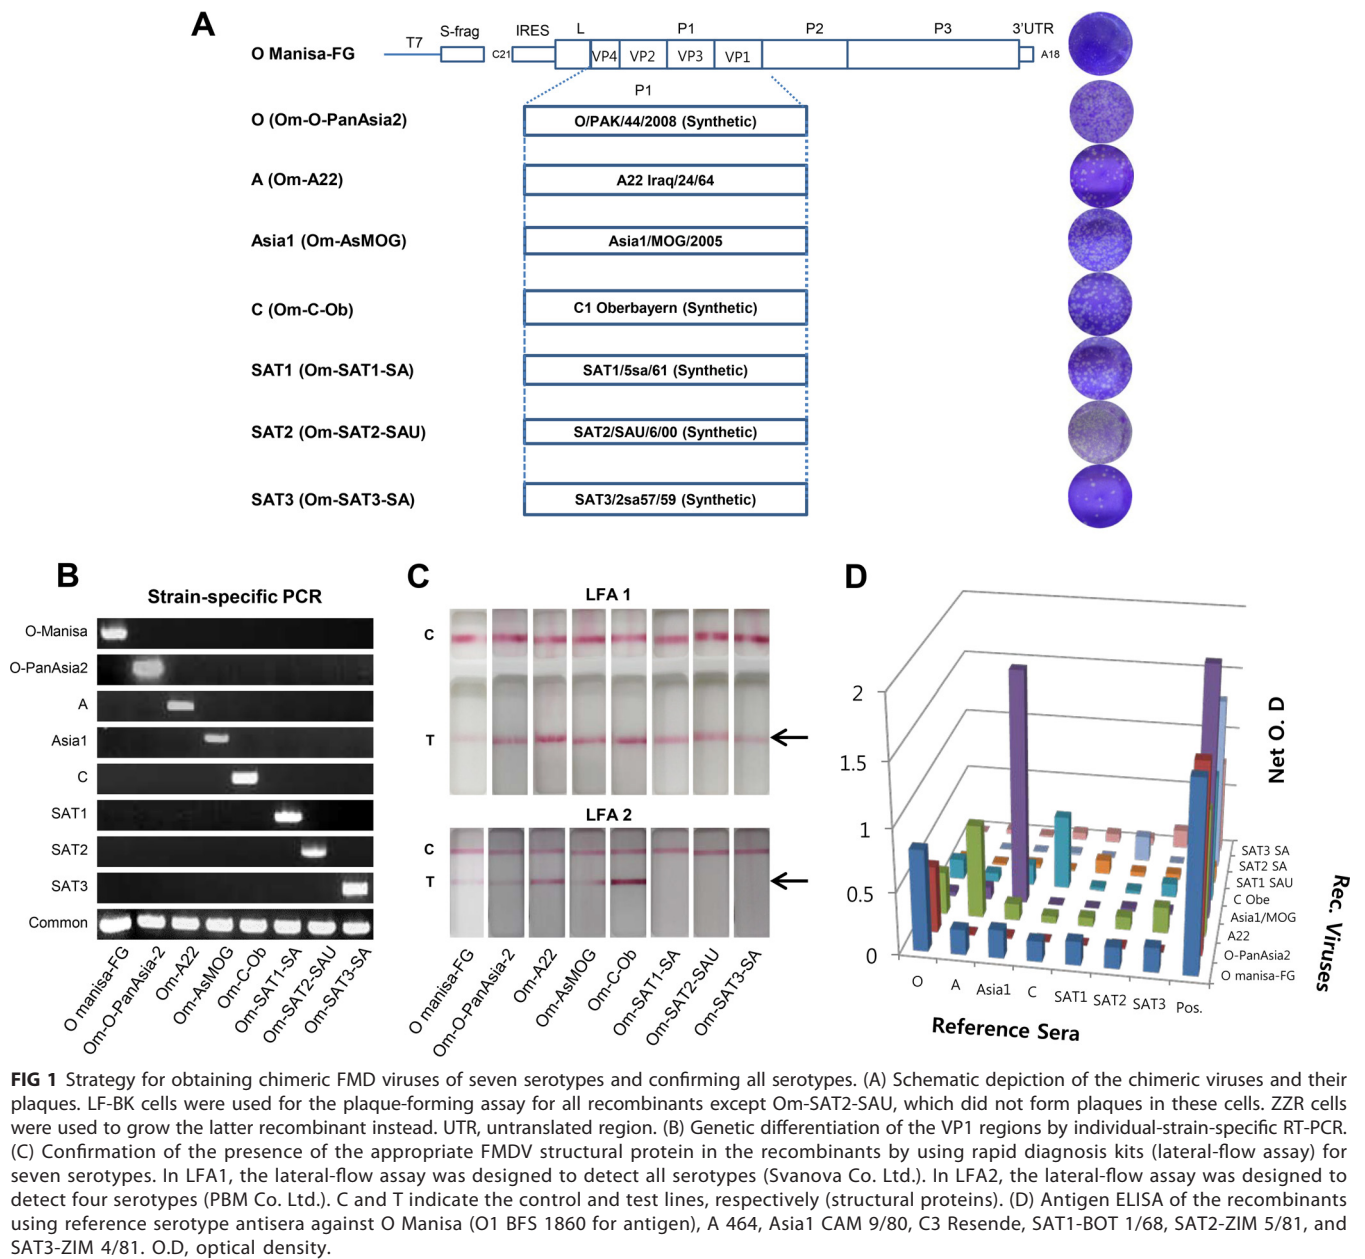 A
O Manisa-FG
T7
S-frag
C21
IRES
L
P1
P2
P3
3'UTR
A18
VP4
VP2
VP3
VP1
P1
O (Om-O-PanAsia2)
O/PAK/44/2008 (Synthetic)
A (Om-A22)
A22 Iraq/24/64
Asia1 (Om-AsMOG)
Asia1/MOG/2005
C (Om-C-Ob)
C1 Oberbayern (Synthetic)
SAT1 (Om-SAT1-SA)
SAT1/5sa/61 (Synthetic)
SAT2 (Om-SAT2-SAU)
SAT2/SAU/6/00 (Synthetic)
SAT3 (Om-SAT3-SA)
SAT3/2sa57/59 (Synthetic)
B
Strain-specific PCR
O-Manisa
O-PanAsia2
A
Asia1
C
SAT1
SAT2
SAT3
Common
O manisa-FG
Om-O-PanAsia-2
Om-A22
Om-AsMOG
Om-C-Ob
Om-SAT1-SA
Om-SAT2-SAU
Om-SAT3-SA
C
LFA 1
C
T
LFA 2
C
T
O manisa-FG
Om-O-PanAsia-2
Om-A22
Om-AsMOG
Om-C-Ob
Om-SAT1-SA
Om-SAT2-SAU
Om-SAT3-SA
D
2
1.5
1
0.5
0
Net O. D
SAT3 SA
SAT2 SA
SAT1 SAU
C Obe
Asia1/MOG
A22
O-PanAsia2
O manisa-FG
Rec. Viruses
O
A
Asia1
C
SAT1
SAT2
SAT3
Pos.
Reference Sera
FIG 1 Strategy for obtaining chimeric FMD viruses of seven serotypes and confirming all serotypes. (A) Schematic depiction of the chimeric viruses and their
plaques. LF-BK cells were used for the plaque-forming assay for all recombinants except Om-SAT2-SAU, which did not form plaques in these cells. ZZR cells
were used to grow the latter recombinant instead. UTR, untranslated region. (B) Genetic differentiation of the VP1 regions by individual-strain-specific RT-PCR.
(C) Confirmation of the presence of the appropriate FMDV structural protein in the recombinants by using rapid diagnosis kits (lateral-flow assay) for
seven serotypes. In LFA1, the lateral-flow assay was designed to detect all serotypes (Svanova Co. Ltd.). In LFA2, the lateral-flow assay was designed to
detect four serotypes (PBM Co. Ltd.). C and T indicate the control and test lines, respectively (structural proteins). (D) Antigen ELISA of the recombinants
using reference serotype antisera against O Manisa (O1 BFS 1860 for antigen), A 464, Asia1 CAM 9/80, C3 Resende, SAT1-BOT 1/68, SAT2-ZIM 5/81, and
SAT3-ZIM 4/81. O.D, optical density.